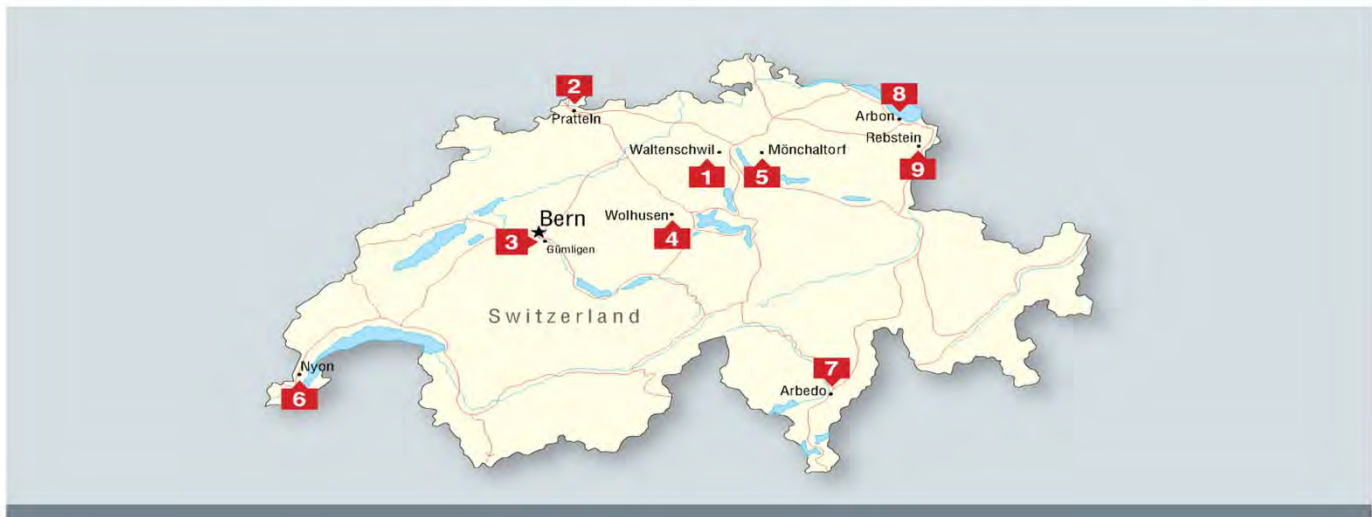 2
Pratteln
8
Arbon
Rebstein
9
Waltenschwil
1
Mönchaltorf
5
Bern
3
Gümligen
Wolhusen
4
Switzerland
Nyon
6
7
Arbedo